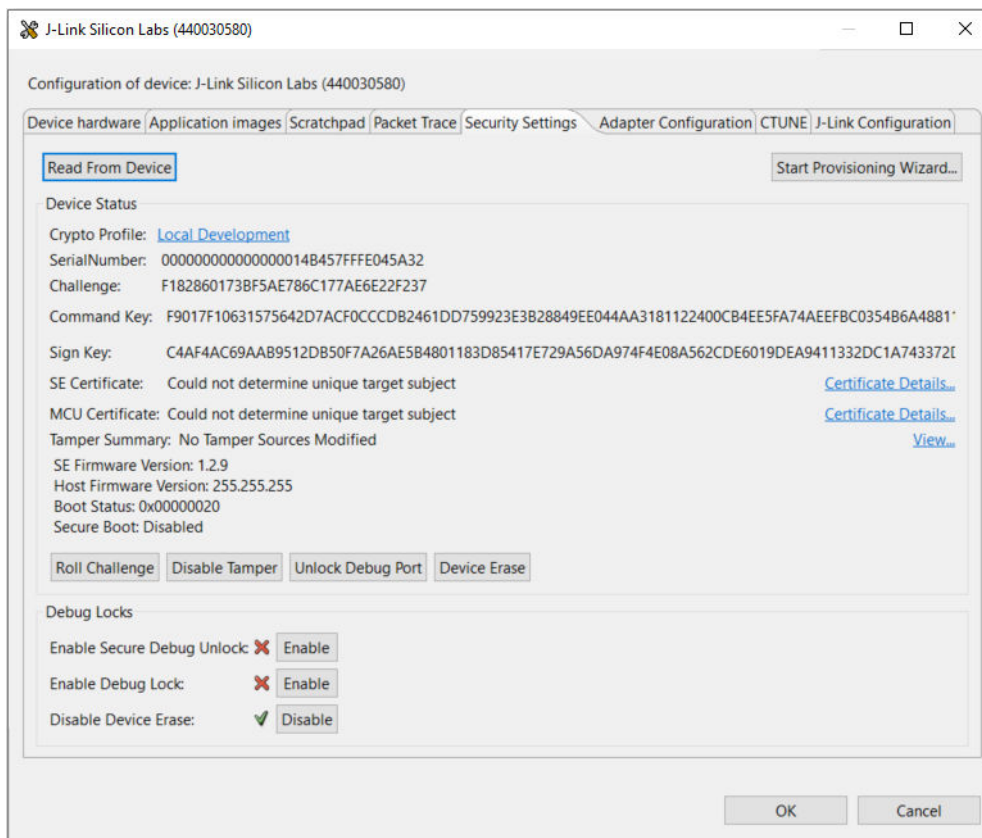 J-Link Silicon Labs (440030580)
Configuration of device: J-Link Silicon Labs (440030580)
Device hardware Application images Scratchpad Packet Trace Security Settings Adapter Configuration CTUNE J-Link Configuration
Read From Device Start Provisioning Wizard...
Device Status
Crypto Profile: Local Development
SerialNumber: 000000000000000014B457FFFE045A32
Challenge: F182860173BF5AE786C177AE6E22F237
Command Key: F9017F10631575642D7ACF0CCCDB2461DD759923E3B28849EE044AA3181122400CB4EE5FA74AEEFBC0354B6A4881
Sign Key: C4AF4AC69AAB9512DB50F7A26AE5B4801183D85417E729A56DA974F4E08A562CDE6019DEA9411332DC1A743372
SE Certificate: Could not determine unique target subject Certificate Details...
MCU Certificate: Could not determine unique target subject Certificate Details...
Tamper Summary: No Tamper Sources Modified View...
SE Firmware Version: 1.2.9
Host Firmware Version: 255.255.255
Boot Status: 0x00000020
Secure Boot: Disabled
Roll Challenge Disable Tamper Unlock Debug Port Device Erase
Debug Locks
Enable Secure Debug Unlock: Enable
Enable Debug Lock: Enable
Disable Device Erase: Disable
OK Cancel